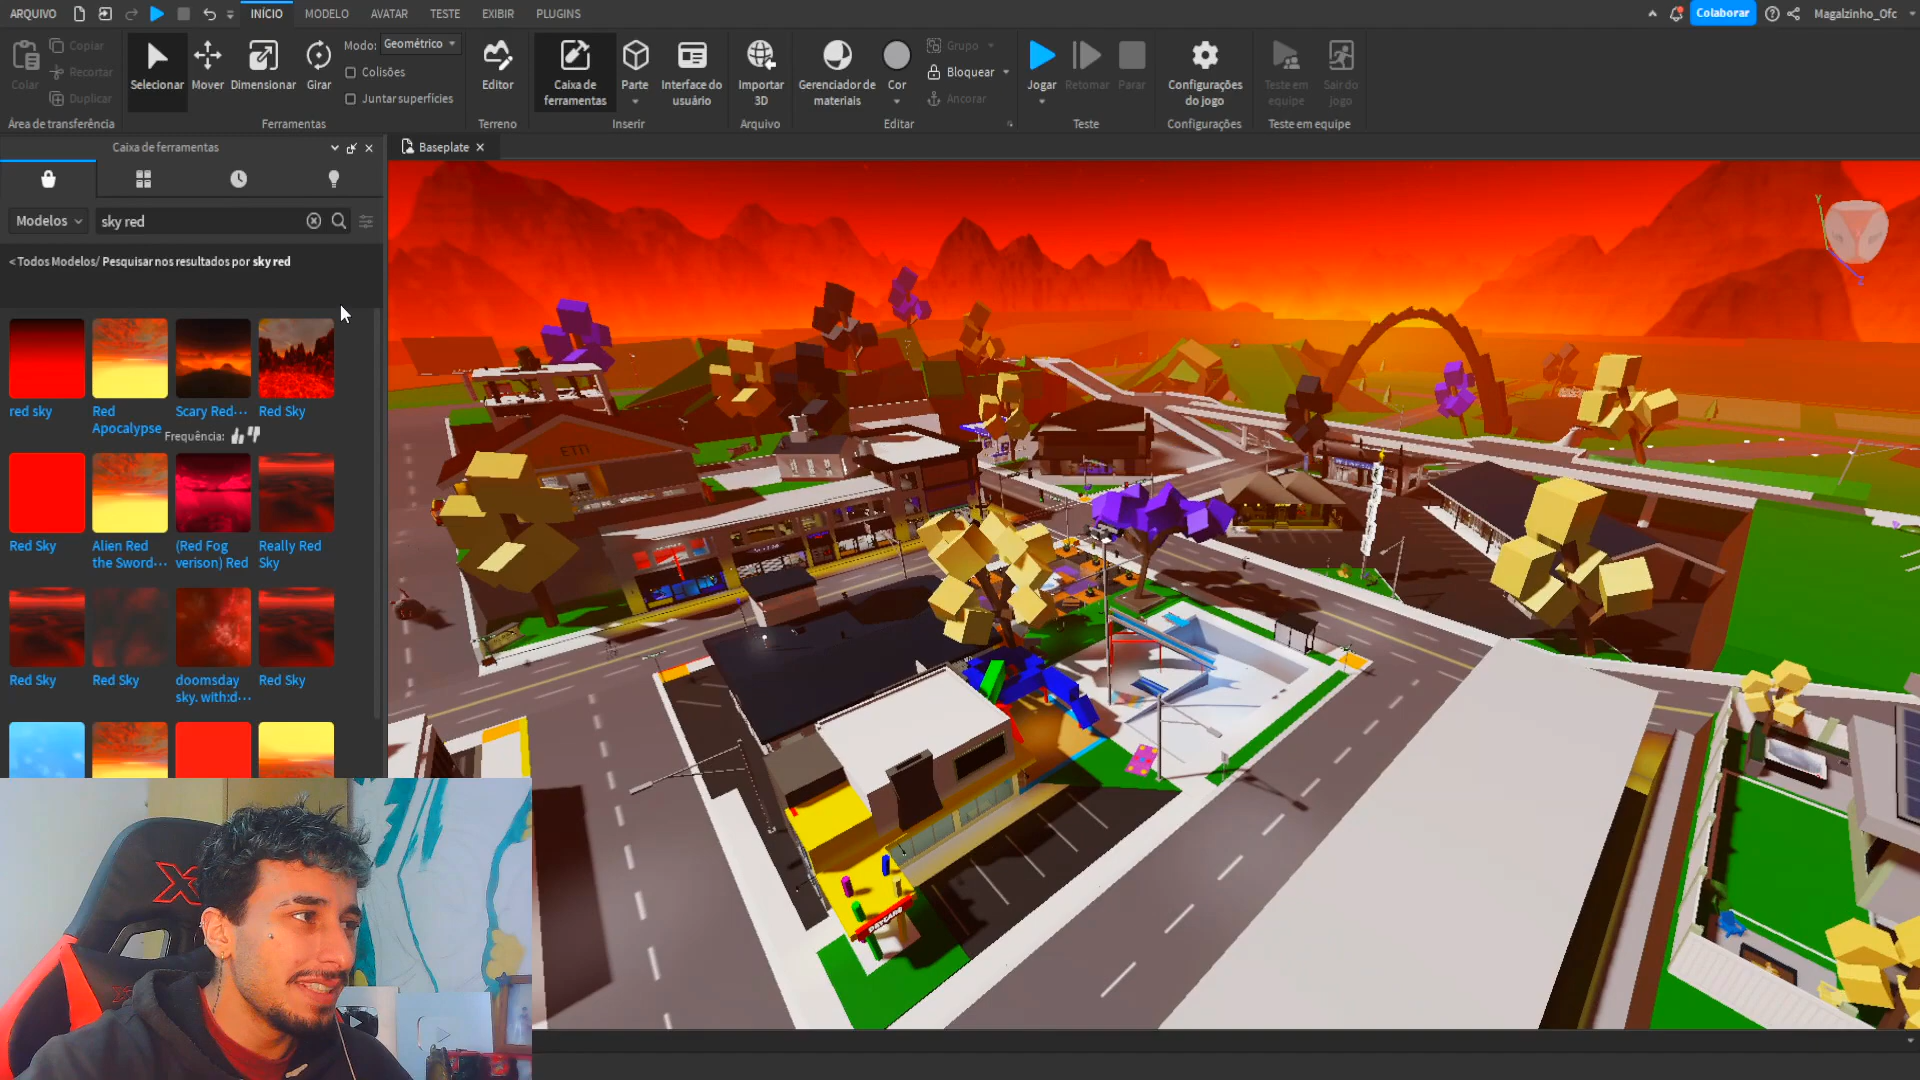 ARQUIVO
INÍCIO
MODELO
AVATAR
TESTE
EXIBIR
PLUGINS
Colaborar
Magalzinho_Ofc
Colar
Copiar
Recortar
Duplicar
Área de transferência
Selecionar
Mover
Dimensionar
Girar
Modo: Geométrico
Colisões
Juntar superfícies
Ferramentas
Editor
Terreno
Caixa de
ferramentas
Parte
Interface do
usuário
Inserir
Importar
3D
Arquivo
Gerenciador de
materiais
Cor
Grupo
Bloquear
Ancorar
Editar
Jogar
Retomar
Parar
Teste
Configurações
do jogo
Configurações
Teste em
equipe
Sair do
jogo
Teste em equipe
Caixa de ferramentas
Baseplate
Modelos
sky red
< Todos Modelos/ Pesquisar nos resultados por sky red
red sky
Red
Apocalypse
Scary Red...
Red Sky
Frequência:
Red Sky
Alien Red
the Sword...
(Red Fog
verison) Red
Really Red
Sky
Red Sky
Red Sky
doomsday
sky. with:d...
Red Sky
Y
Z
DAYCARE